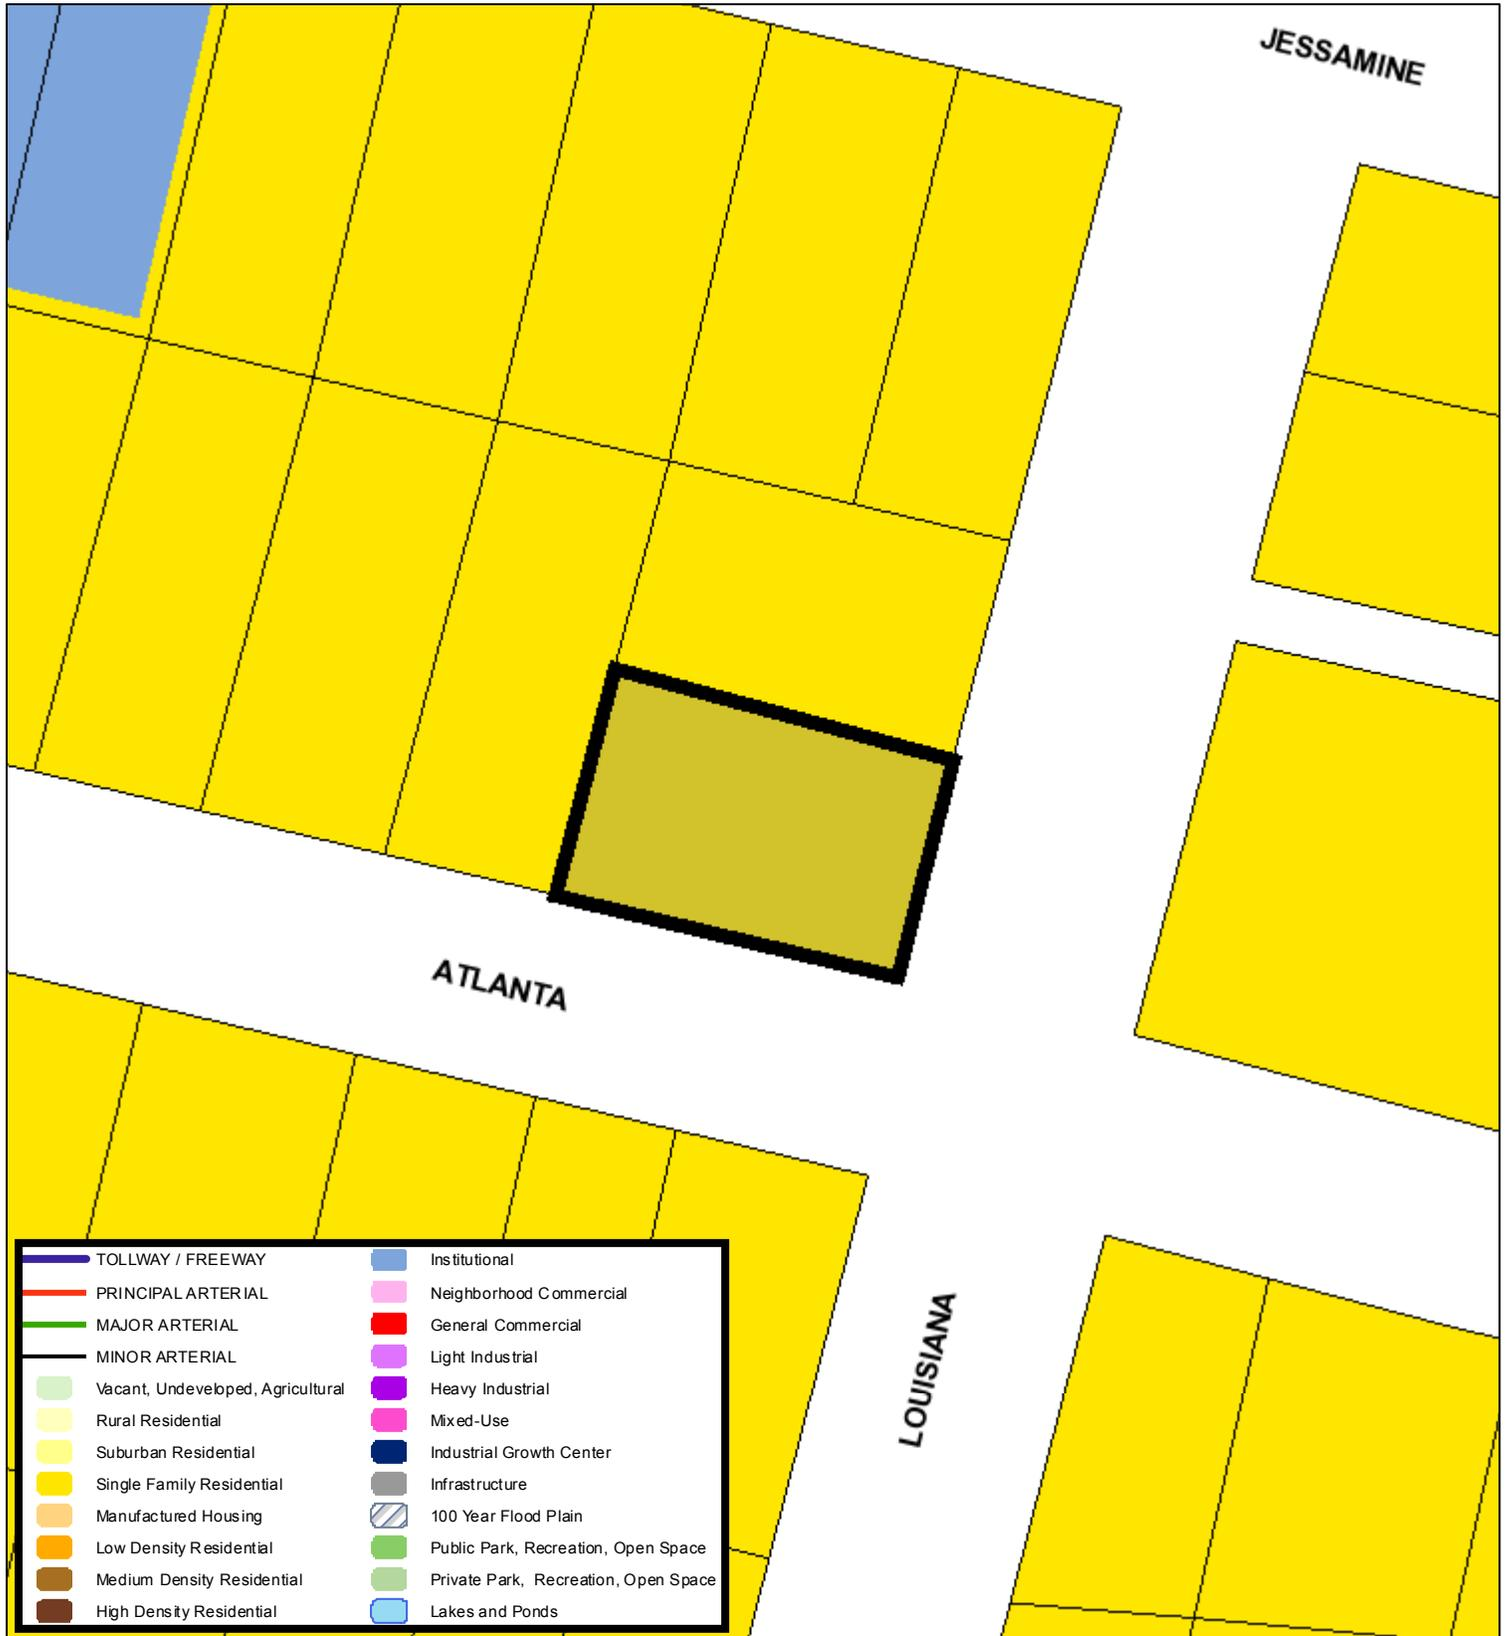 JESSAMINE
ATLANTA
LOUISIANA
TOLLWAY / FREEWAY
PRINCIPAL ARTERIAL
MAJOR ARTERIAL
MINOR ARTERIAL
Vacant, Undeveloped, Agricultural
Rural Residential
Suburban Residential
Single Family Residential
Manufactured Housing
Low Density Residential
Medium Density Residential
High Density Residential
Institutional
Neighborhood Commercial
General Commercial
Light Industrial
Heavy Industrial
Mixed-Use
Industrial Growth Center
Infrastructure
100 Year Flood Plain
Public Park, Recreation, Open Space
Private Park, Recreation, Open Space
Lakes and Ponds